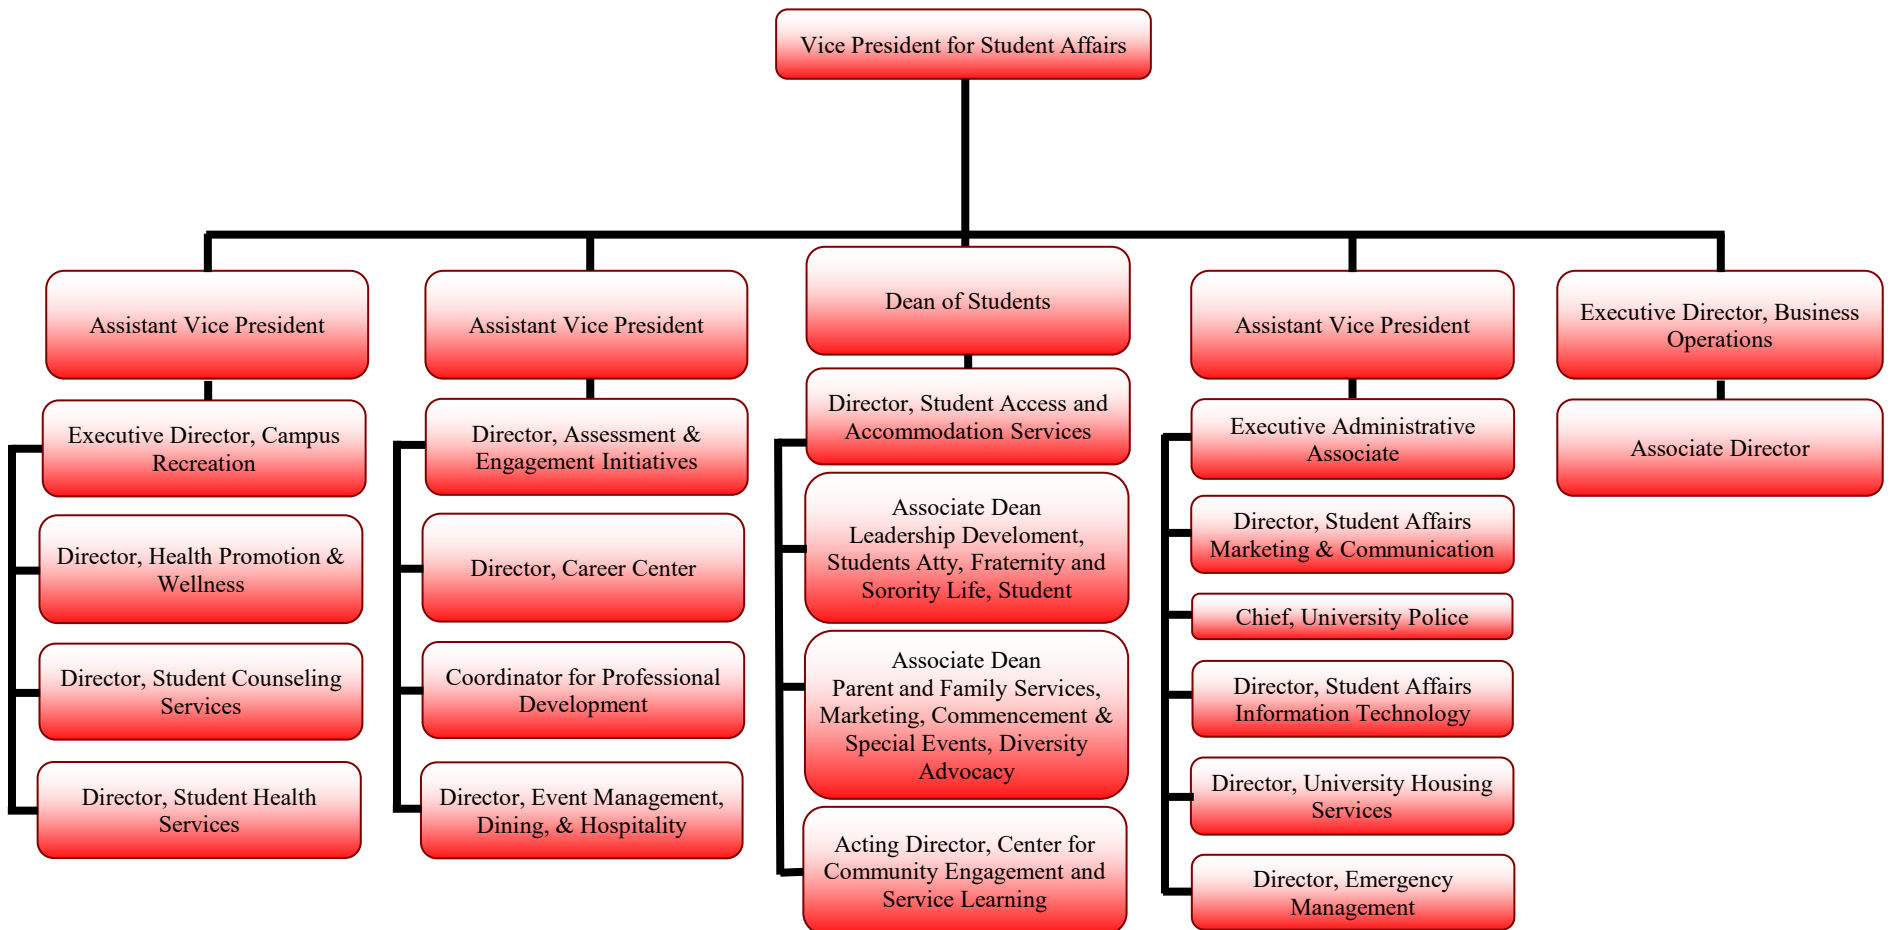 Vice President for Student Affairs
Assistant Vice President
Executive Director, Campus
Recreation
Director, Health Promotion &
Wellness
Director, Student Counseling
Services
Director, Student Health
Services
Assistant Vice President
Director, Assessment &
Engagement Initiatives
Director, Career Center
Coordinator for Professional
Development
Director, Event Management,
Dining, & Hospitality
Dean of Students
Director, Student Access and
Accommodation Services
Associate Dean
Leadership Develoment,
Students Atty, Fraternity and
Sorority Life, Student
Associate Dean
Parent and Family Services,
Marketing, Commencement &
Special Events, Diversity
Advocacy
Acting Director, Center for
Community Engagement and
Service Learning
Assistant Vice President
Executive Administrative
Associate
Director, Student Affairs
Marketing & Communication
Chief, University Police
Director, Student Affairs
Information Technology
Director, University Housing
Services
Director, Emergency
Management
Executive Director, Business
Operations
Associate Director